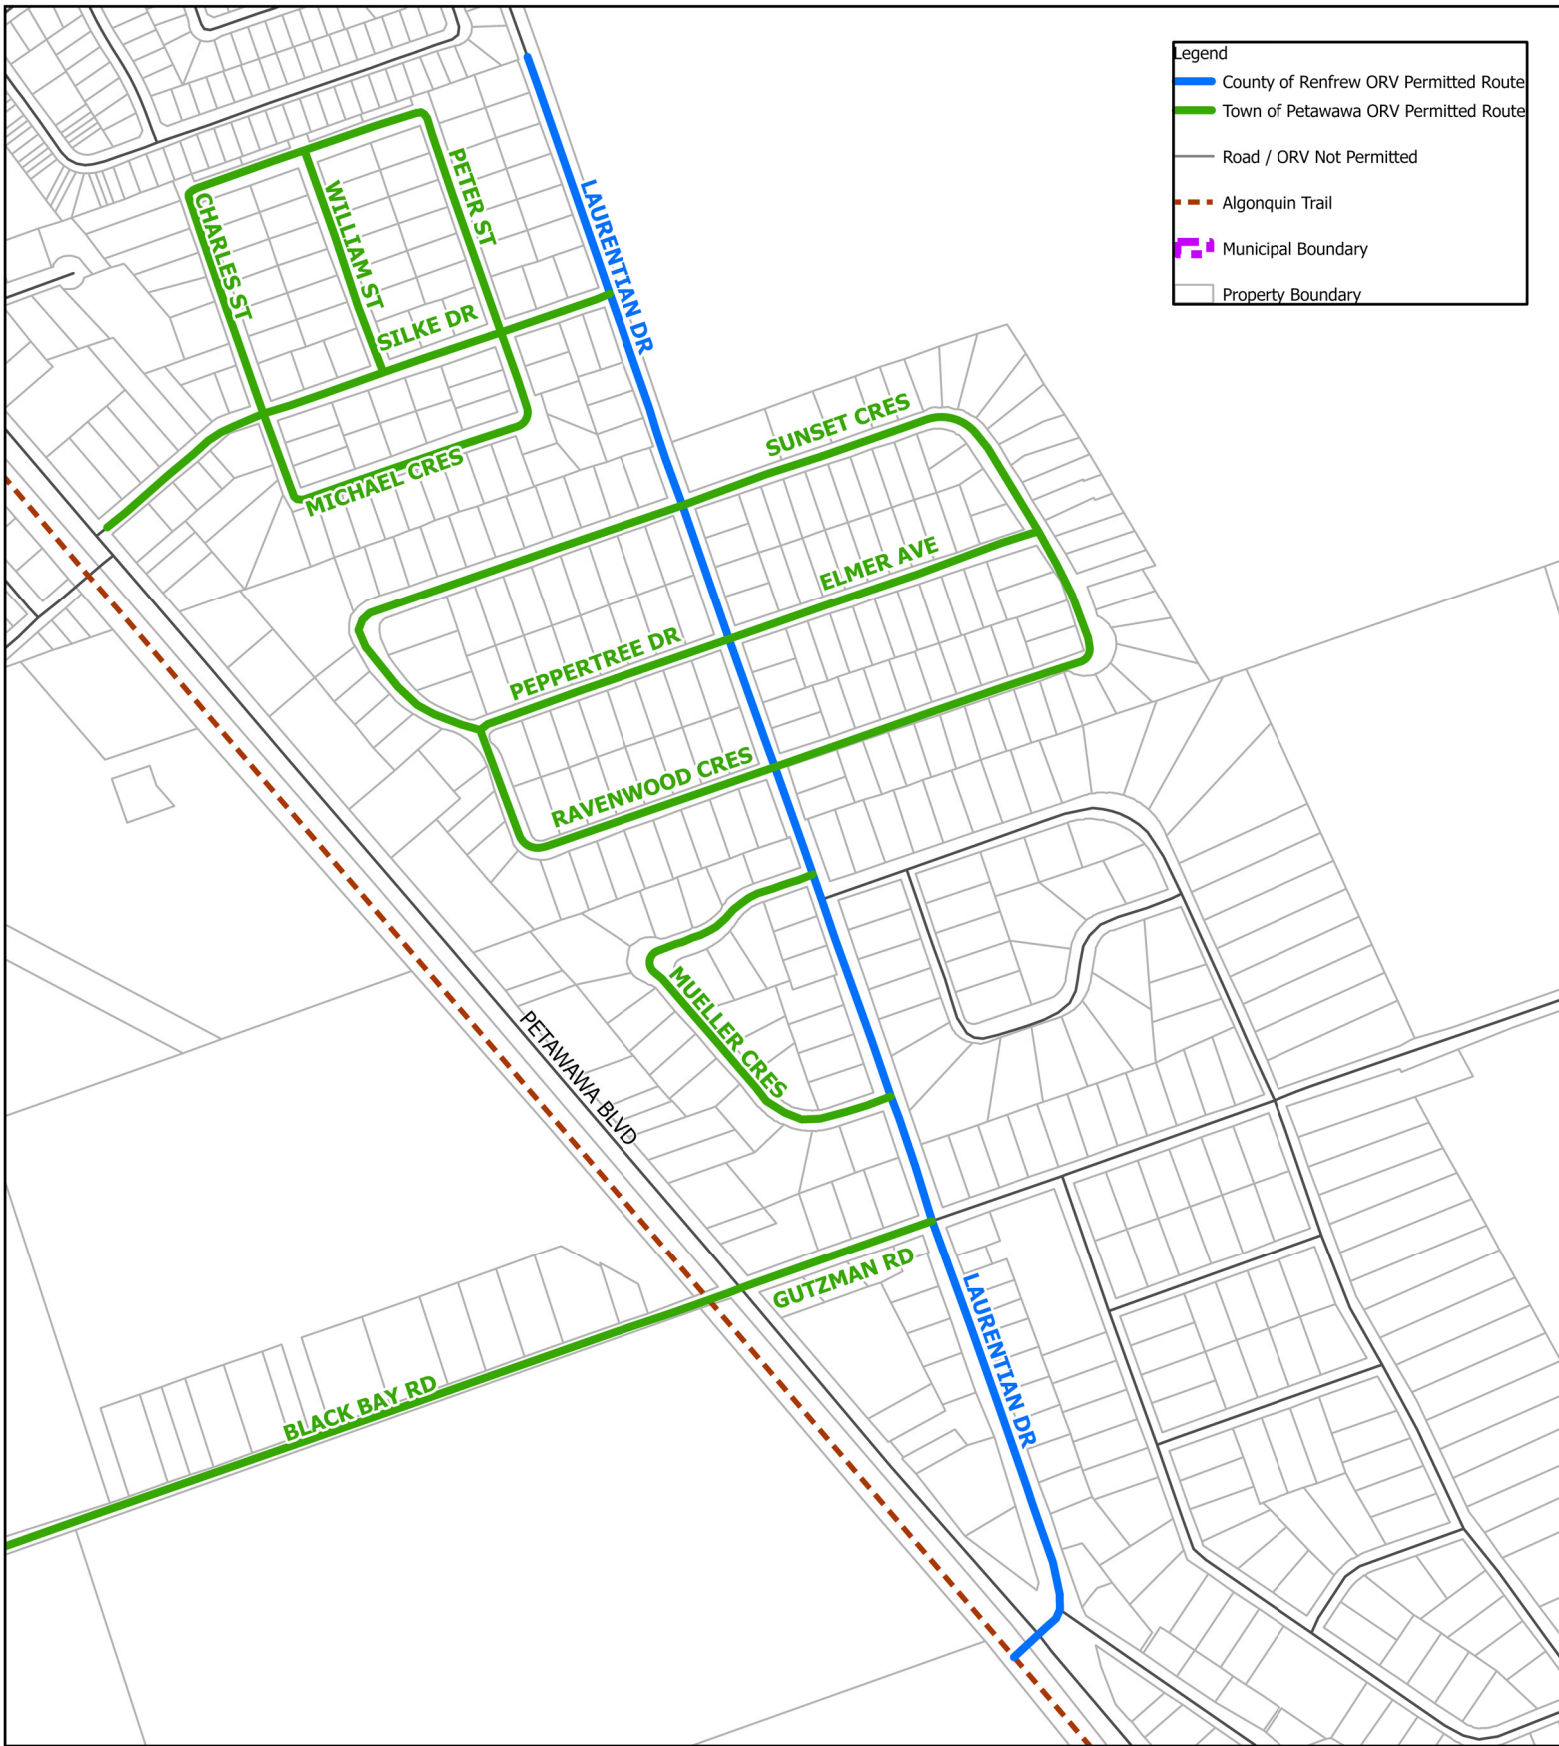 Legend
County of Renfrew ORV Permitted Route
Town of Petawawa ORV Permitted Route
Road / ORV Not Permitted
Algonquin Trail
Municipal Boundary
Property Boundary
PETER ST
LAURENTIAN DR
WILLIAM ST
CHARLES ST
SILKE DR
MICHAEL CRES
SUNSET CRES
ELMER AVE
PEPPERTREE DR
RAVENWOOD CRES
MUELLER CRES
PETAWAWA BLVD
GUTZMAN RD
LAURENTIAN DR
BLACK BAY RD